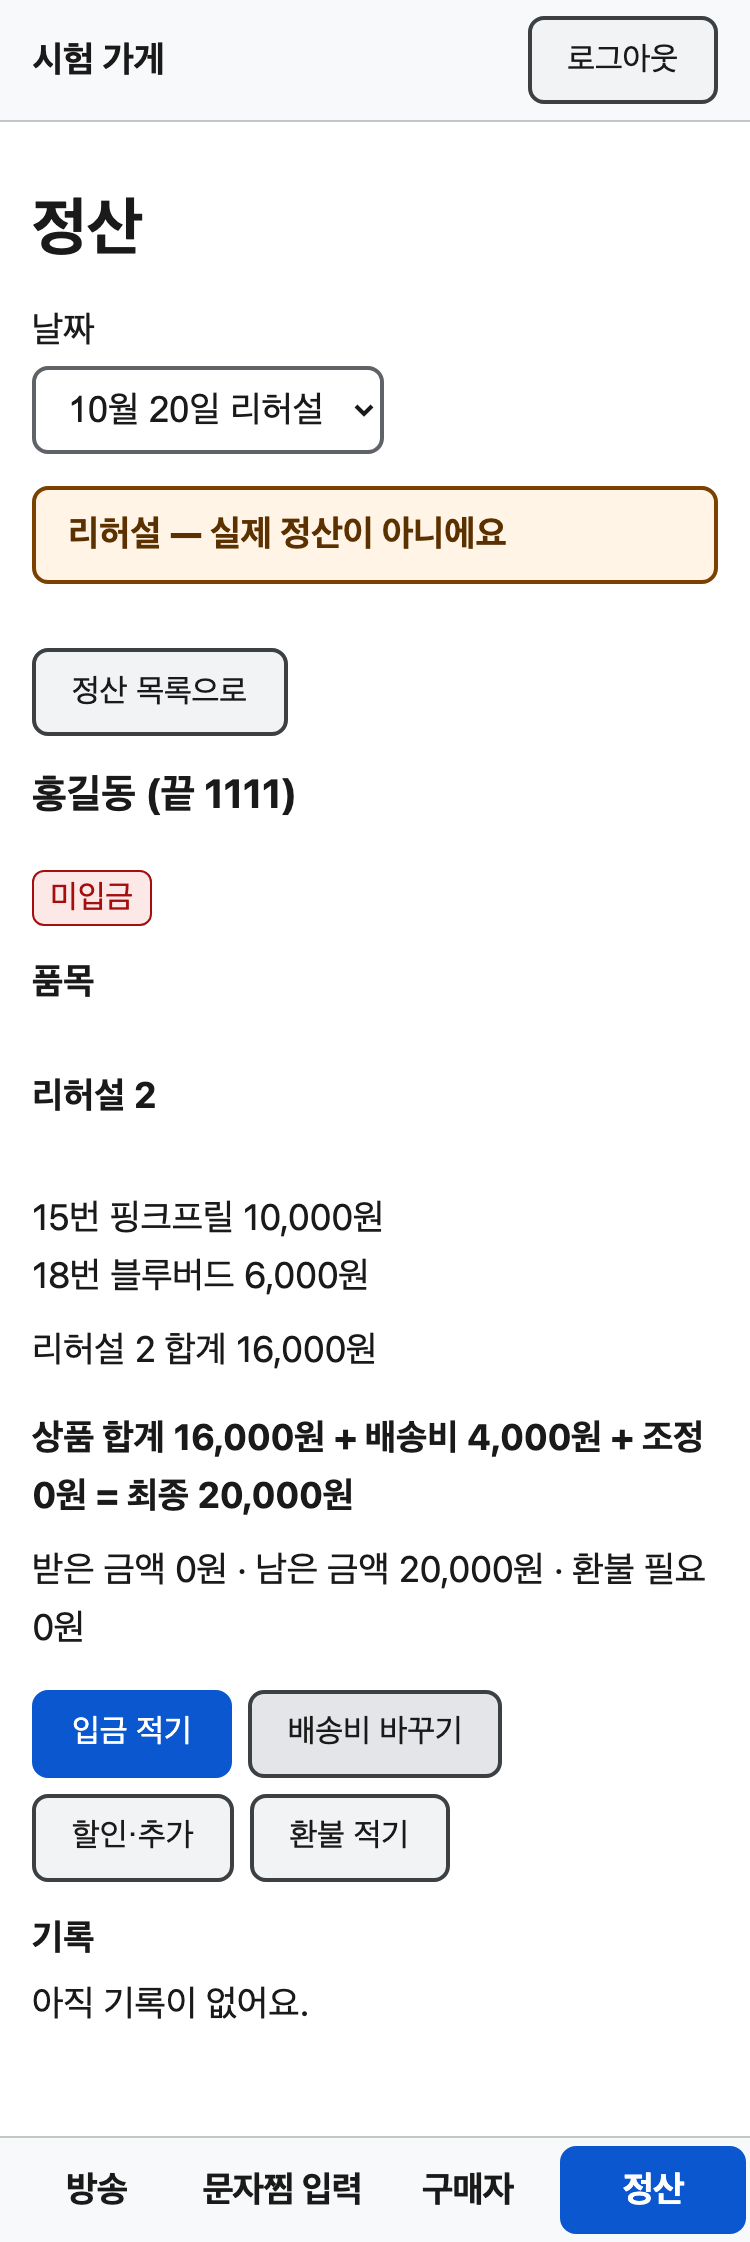 시험 가게
로그아웃
정산
날짜
10월 20일 리허설
리허설 — 실제 정산이 아니에요
정산 목록으로
홍길동 (끝 1111)
미입금
품목
리허설 2
15번 핑크프릴 10,000원
18번 블루버드 6,000원
리허설 2 합계 16,000원
상품 합계 16,000원 + 배송비 4,000원 + 조정
0원 = 최종 20,000원
받은 금액 0원 · 남은 금액 20,000원 · 환불 필요
0원
입금 적기
배송비 바꾸기
할인·추가
환불 적기
기록
아직 기록이 없어요.
방송
문자찜 입력
구매자
정산